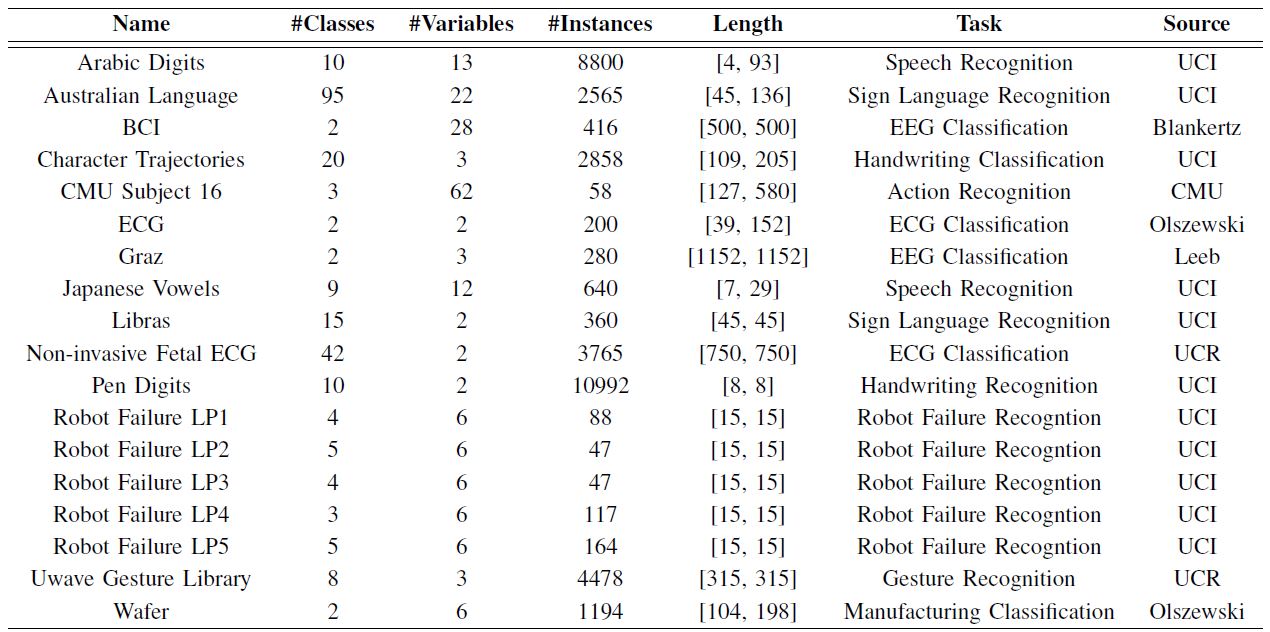 Name #Classes #Variables #Instances Length Task Source
Arabic Digits 10 13 8800 [4, 93] Speech Recognition UCI
Australian Language 95 22 2565 [45, 136] Sign Language Recognition UCI
BCI 2 28 416 [500, 500] EEG Classification Blankertz
Character Trajectories 20 3 2858 [109, 205] Handwriting Classification UCI
CMU Subject 16 3 62 58 [127, 580] Action Recognition CMU
ECG 2 2 200 [39, 152] ECG Classification Olszewski
Graz 2 3 280 [1152, 1152] EEG Classification Leeb
Japanese Vowels 9 12 640 [7, 29] Speech Recognition UCI
Libras 15 2 360 [45, 45] Sign Language Recognition UCI
Non-invasive Fetal ECG 42 2 3765 [750, 750] ECG Classification UCR
Pen Digits 10 2 10992 [8, 8] Handwriting Recognition UCI
Robot Failure LP1 4 6 88 [15, 15] Robot Failure Recogntion UCI
Robot Failure LP2 5 6 47 [15, 15] Robot Failure Recogntion UCI
Robot Failure LP3 4 6 47 [15, 15] Robot Failure Recogntion UCI
Robot Failure LP4 3 6 117 [15, 15] Robot Failure Recogntion UCI
Robot Failure LP5 5 6 164 [15, 15] Robot Failure Recogntion UCI
Uwave Gesture Library 8 3 4478 [315, 315] Gesture Recognition UCR
Wafer 2 6 1194 [104, 198] Manufacturing Classification Olszewski